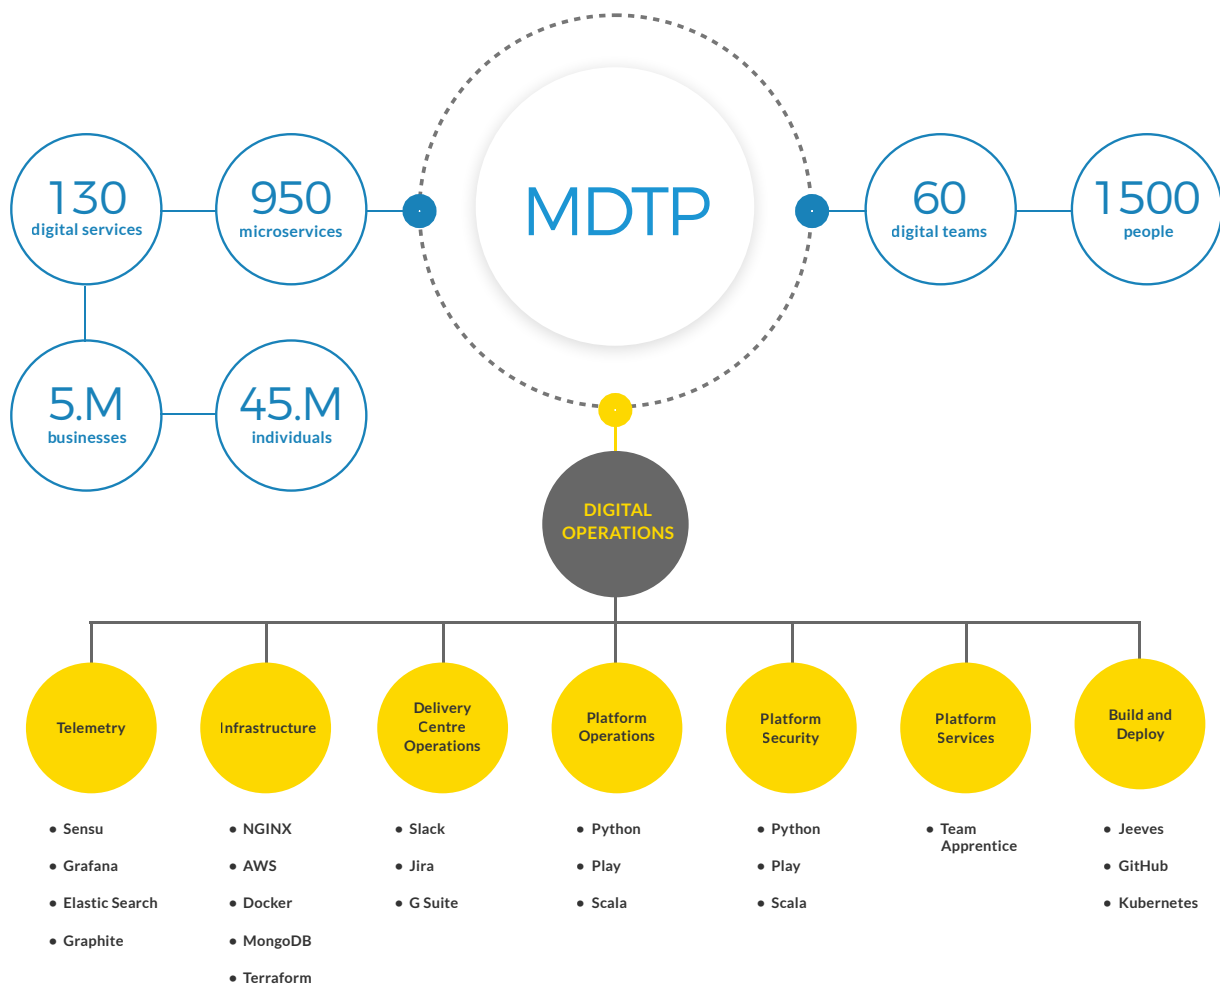 MDTP
130
digital services
950
microservices
60
digital teams
1500
people
5.M
businesses
45.M
individuals
DIGITAL
OPERATIONS
Telemetry
Infrastructure
Delivery
Centre
Operations
Platform
Operations
Platform
Security
Platform
Services
Build and
Deploy
• Sensu
• Grafana
• Elastic Search
• Graphite
• NGINX
• AWS
• Docker
• MongoDB
• Terraform
• Slack
• Jira
• G Suite
• Python
• Play
• Scala
• Python
• Play
• Scala
• Team
Apprentice
• Jeeves
• GitHub
• Kubernetes